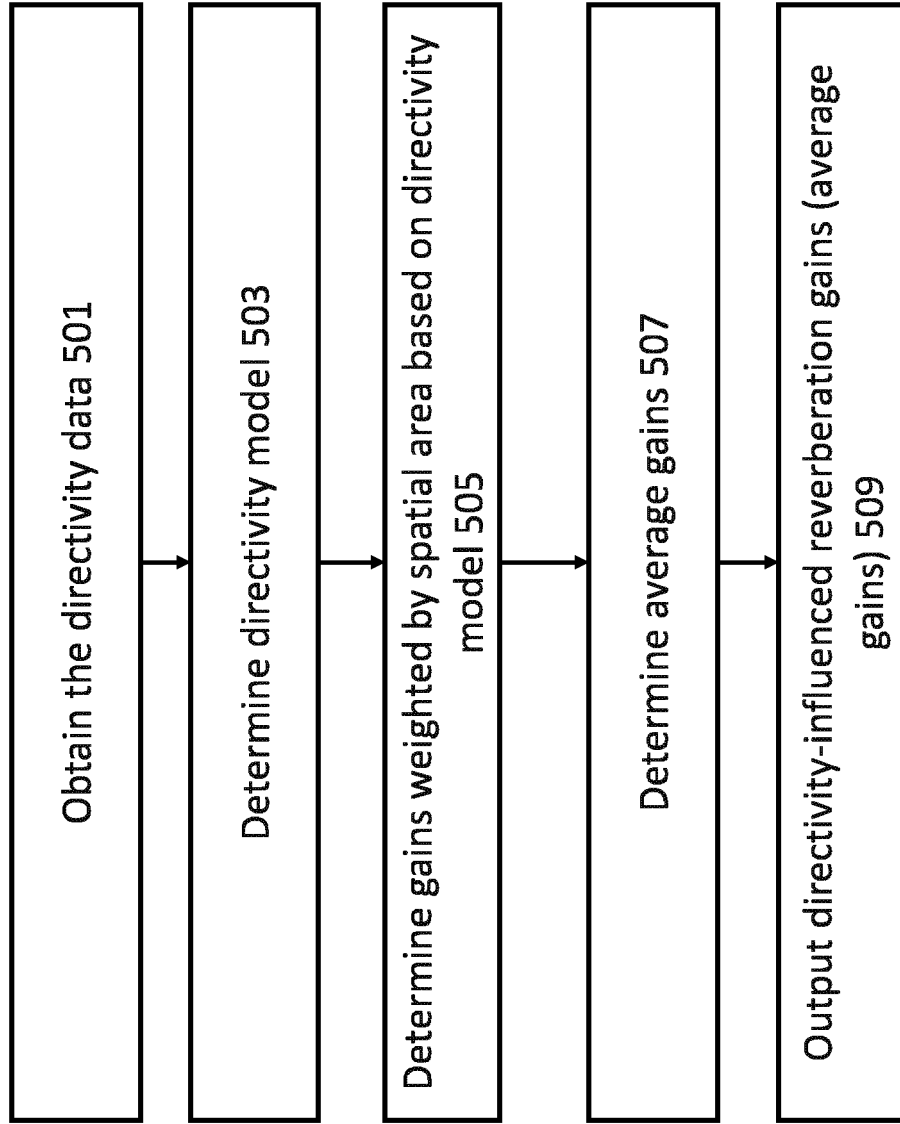 Obtain the directivity data 501
Determine directivity model 503
Determine gains weighted by spatial area based on directivity
model 505
Determine average gains 507
Output directivity-influenced reverberation gains (average
gains) 509